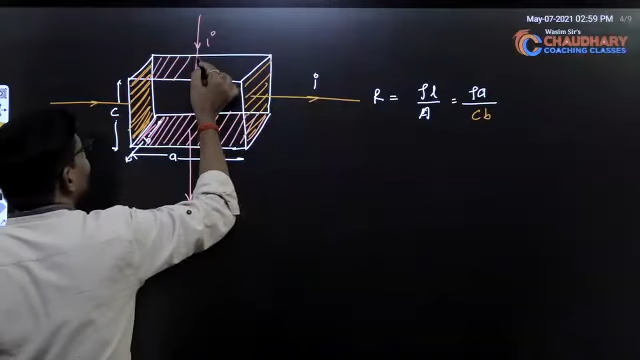 May-07-2021 02:59 PM 4/9
Wasim Sir's
CHAUDHARY
COACHING CLASSES
i
i
R = ρl/A = ρa/cb
c
b
a